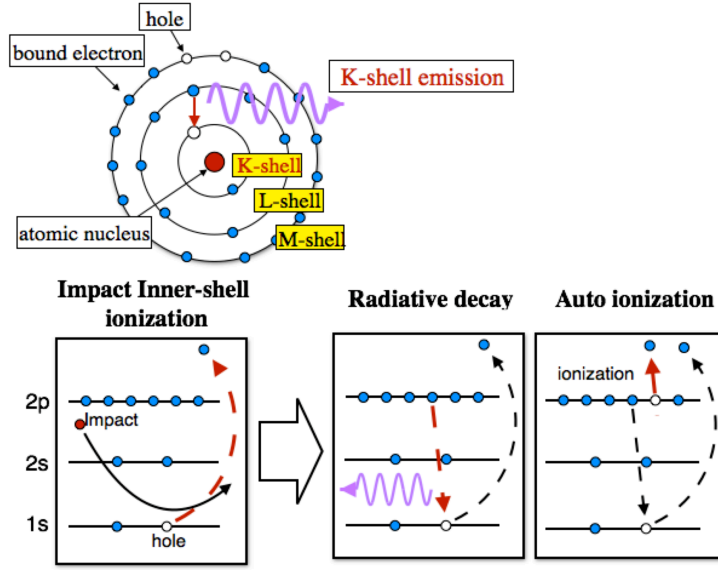 hole
bound electron
K-shell emission
K-shell
L-shell
atomic nucleus
M-shell
Impact Inner-shell
ionization
Radiative decay
Auto ionization
ionization
2p
Impact
2s
1s
hole